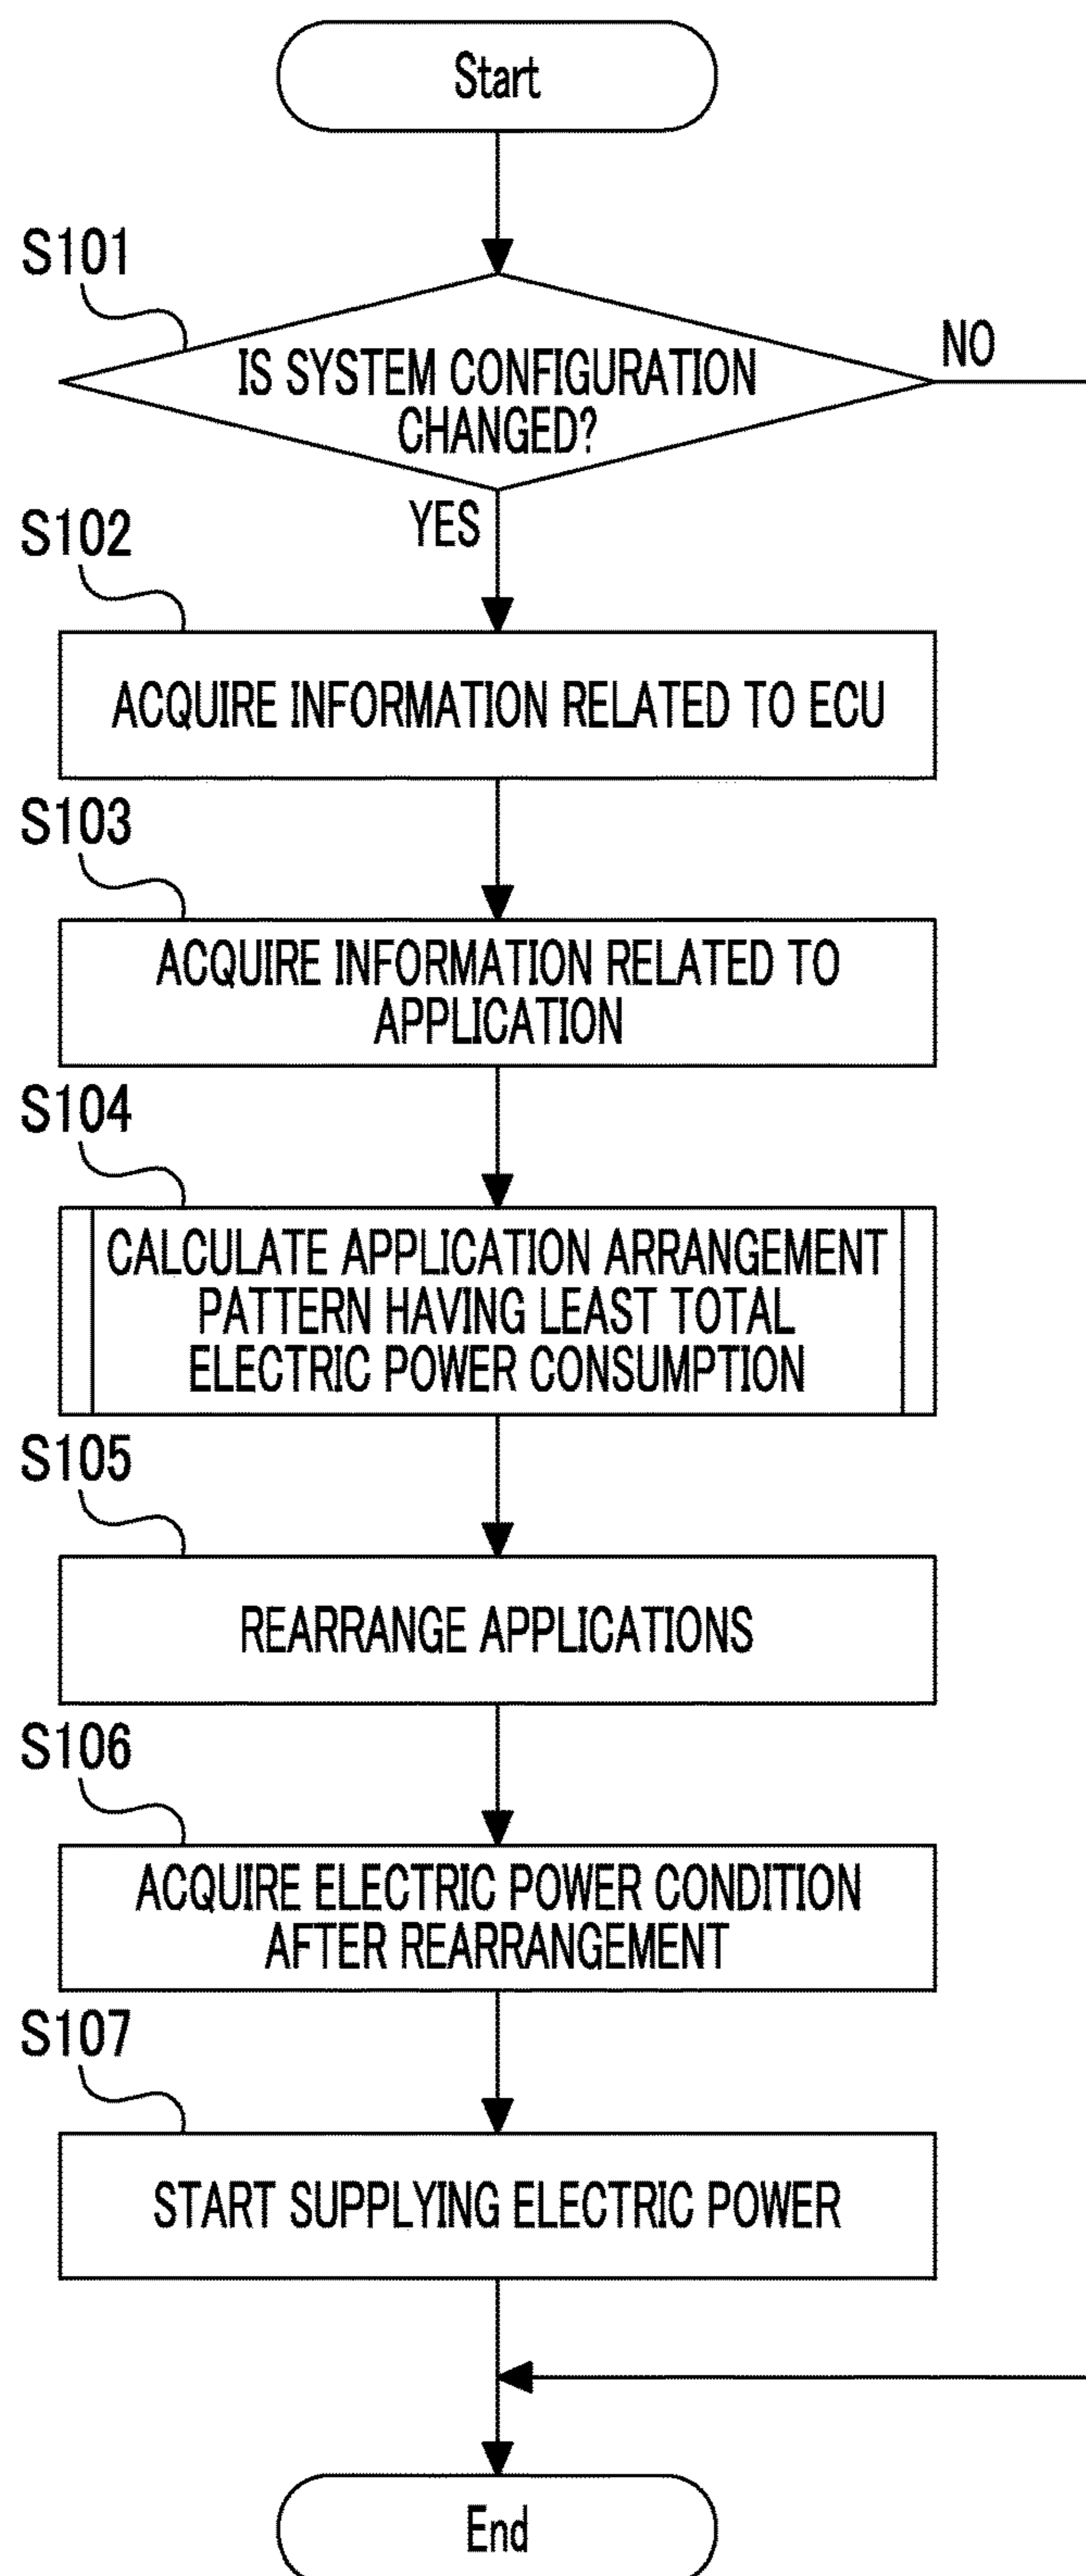 Start
S101
IS SYSTEM CONFIGURATION
CHANGED?
NO
YES
S102
ACQUIRE INFORMATION RELATED TO ECU
S103
ACQUIRE INFORMATION RELATED TO
APPLICATION
S104
CALCULATE APPLICATION ARRANGEMENT
PATTERN HAVING LEAST TOTAL
ELECTRIC POWER CONSUMPTION
S105
REARRANGE APPLICATIONS
S106
ACQUIRE ELECTRIC POWER CONDITION
AFTER REARRANGEMENT
S107
START SUPPLYING ELECTRIC POWER
End